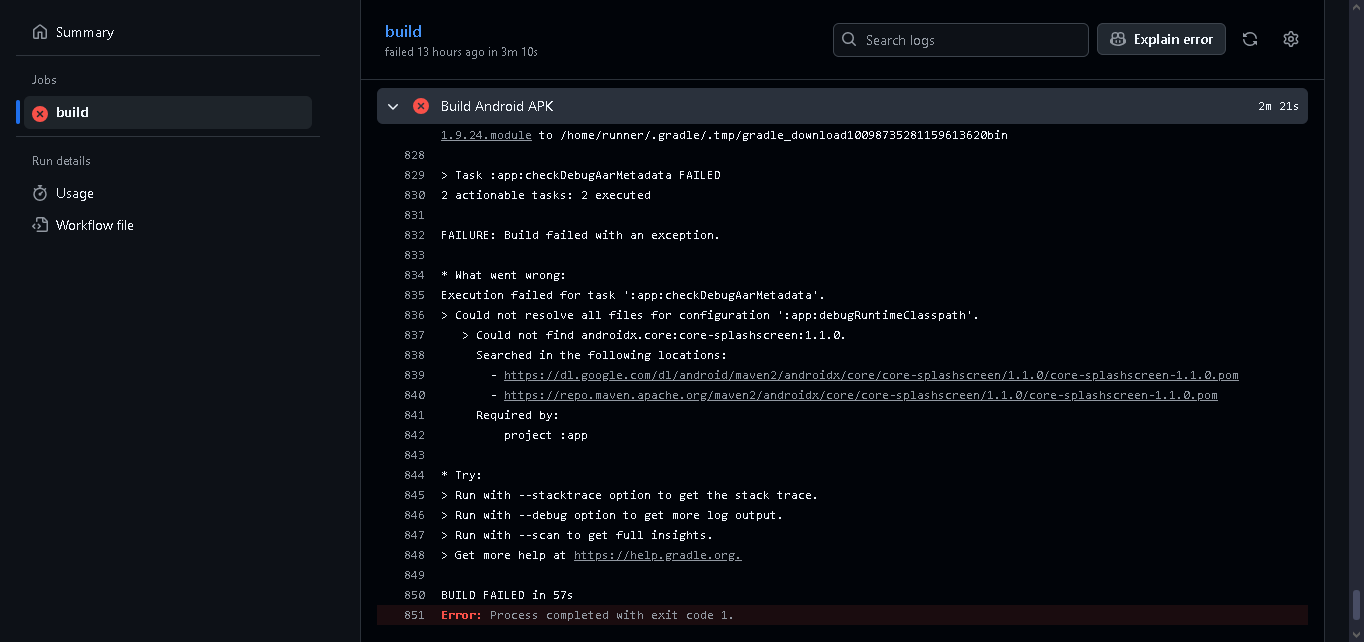 Summary
Jobs
build
Run details
Usage
Workflow file
build
failed 13 hours ago in 3m 10s
Search logs
Explain error
Build Android APK
2m 21s
1.9.24.module to /home/runner/.gradle/.tmp/gradle_download10098735281159613620bin
828
829 > Task :app:checkDebugAarMetadata FAILED
830 2 actionable tasks: 2 executed
831
832 FAILURE: Build failed with an exception.
833
834 * What went wrong:
835 Execution failed for task ':app:checkDebugAarMetadata'.
836 > Could not resolve all files for configuration ':app:debugRuntimeClasspath'.
837 > Could not find androidx.core:core-splashscreen:1.1.0.
838 Searched in the following locations:
839 - https://dl.google.com/dl/android/maven2/androidx/core/core-splashscreen/1.1.0/core-splashscreen-1.1.0.pom
840 - https://repo.maven.apache.org/maven2/androidx/core/core-splashscreen/1.1.0/core-splashscreen-1.1.0.pom
841 Required by:
842 project :app
843
844 * Try:
845 > Run with --stacktrace option to get the stack trace.
846 > Run with --debug option to get more log output.
847 > Run with --scan to get full insights.
848 > Get more help at https://help.gradle.org.
849
850 BUILD FAILED in 57s
851 Error: Process completed with exit code 1.